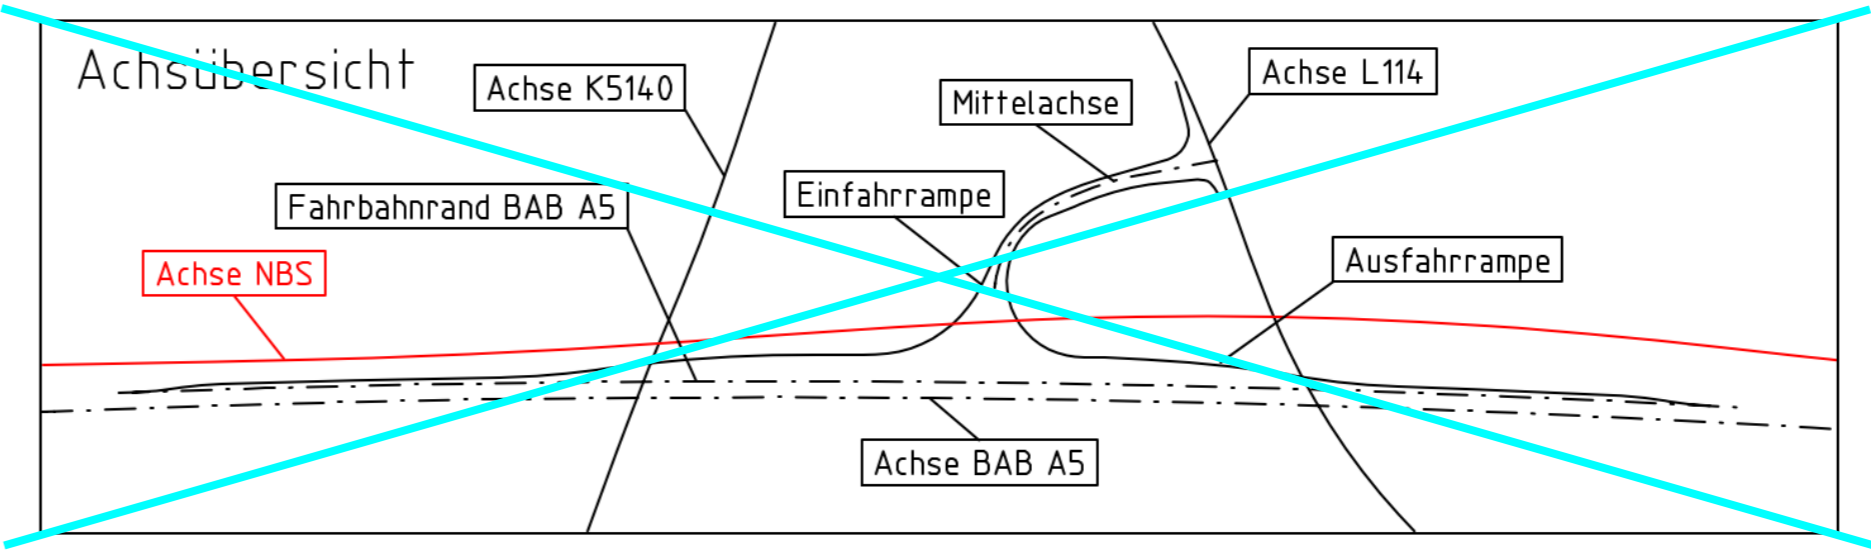 Achsübersicht
Achse K5140
Achse L114
Mittelachse
Einfahrrampe
Fahrbahnrand BAB A5
Ausfahrrampe
Achse NBS
Achse BAB A5